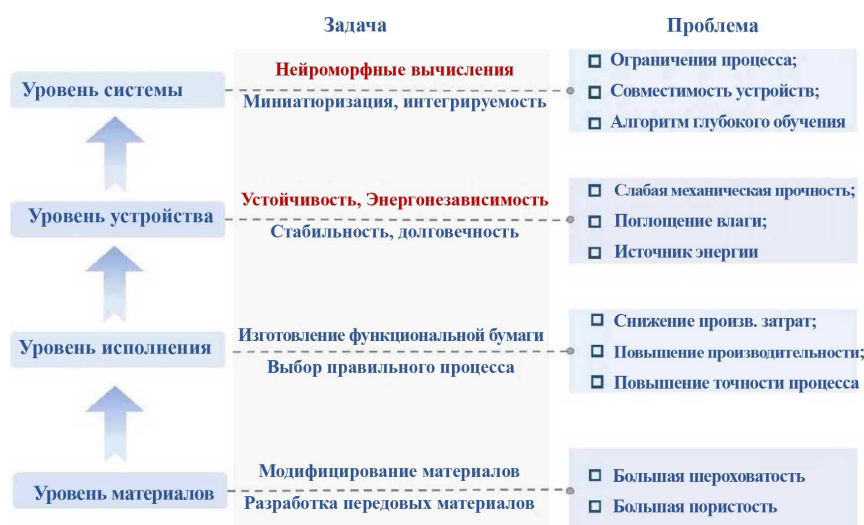 Задача
Проблема
Уровень системы
Нейроморфные вычисления
Миниатюризация, интегрируемость
Ограничения процесса;
Совместимость устройств;
Алгоритм глубокого обучения
Уровень устройства
Устойчивость, Энергонезависимость
Стабильность, долговечность
Слабая механическая прочность;
Поглощение влаги;
Источник энергии
Уровень исполнения
Изготовление функциональной бумаги
Выбор правильного процесса
Снижение произв. затрат;
Повышение производительности;
Повышение точности процесса
Уровень материалов
Модифицирование материалов
Разработка передовых материалов
Большая шероховатость
Большая пористость